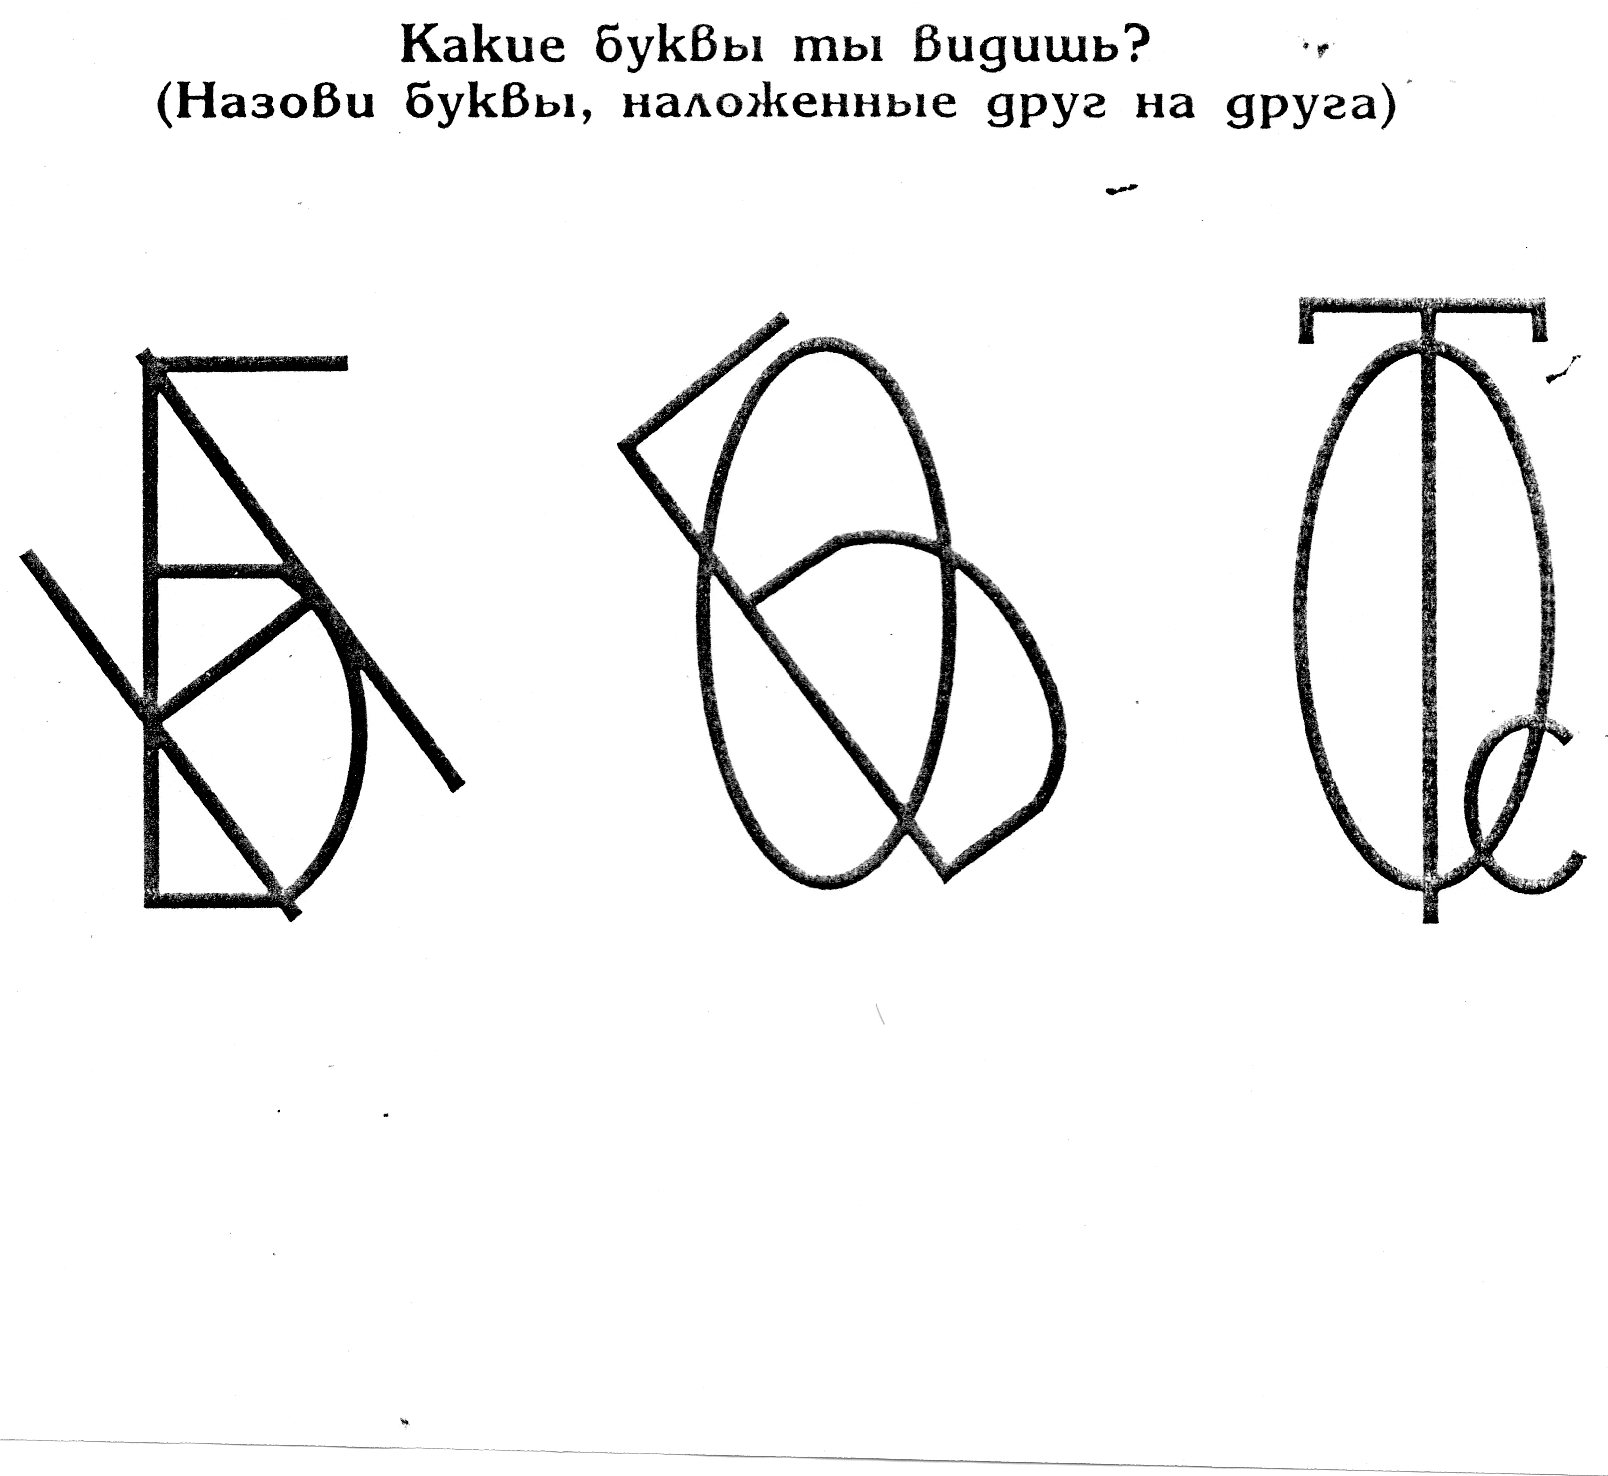 Какие буквы ты видишь?
(Назови буквы, наложенные друг на друга)
Б Н Б О Т О с